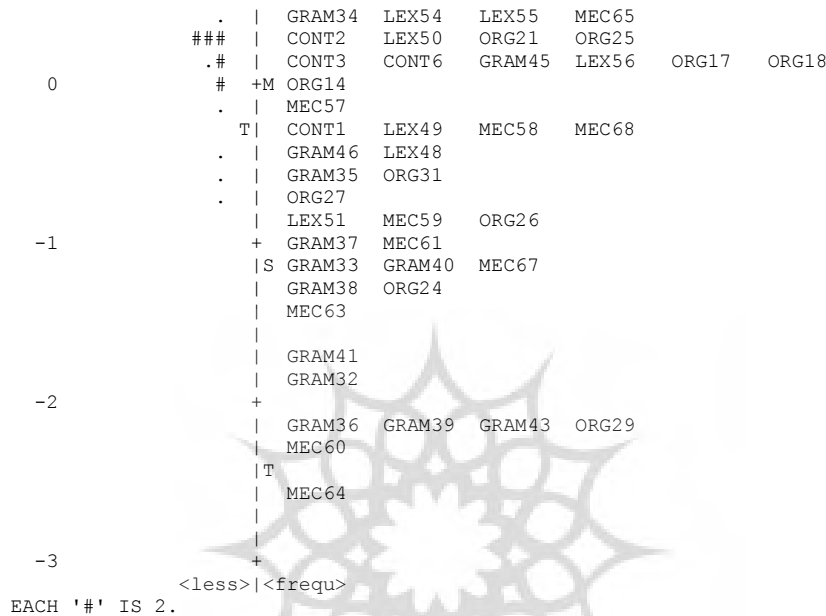 . | GRAM34 LEX54 LEX55 MEC65
### | CONT2 LEX50 ORG21 ORG25
.# | CONT3 CONT6 GRAM45 LEX56 ORG17 ORG18
0 # +M ORG14
. | MEC57
T| CONT1 LEX49 MEC58 MEC68
. | GRAM46 LEX48
. | GRAM35 ORG31
. | ORG27
| LEX51 MEC59 ORG26
-1 + GRAM37 MEC61
|S GRAM33 GRAM40 MEC67
| GRAM38 ORG24
| MEC63
|
| GRAM41
| GRAM32
-2 +
| GRAM36 GRAM39 GRAM43 ORG29
| MEC60
|T
| MEC64
|
|
-3 +
<less>|<frequ>
EACH '#' IS 2.